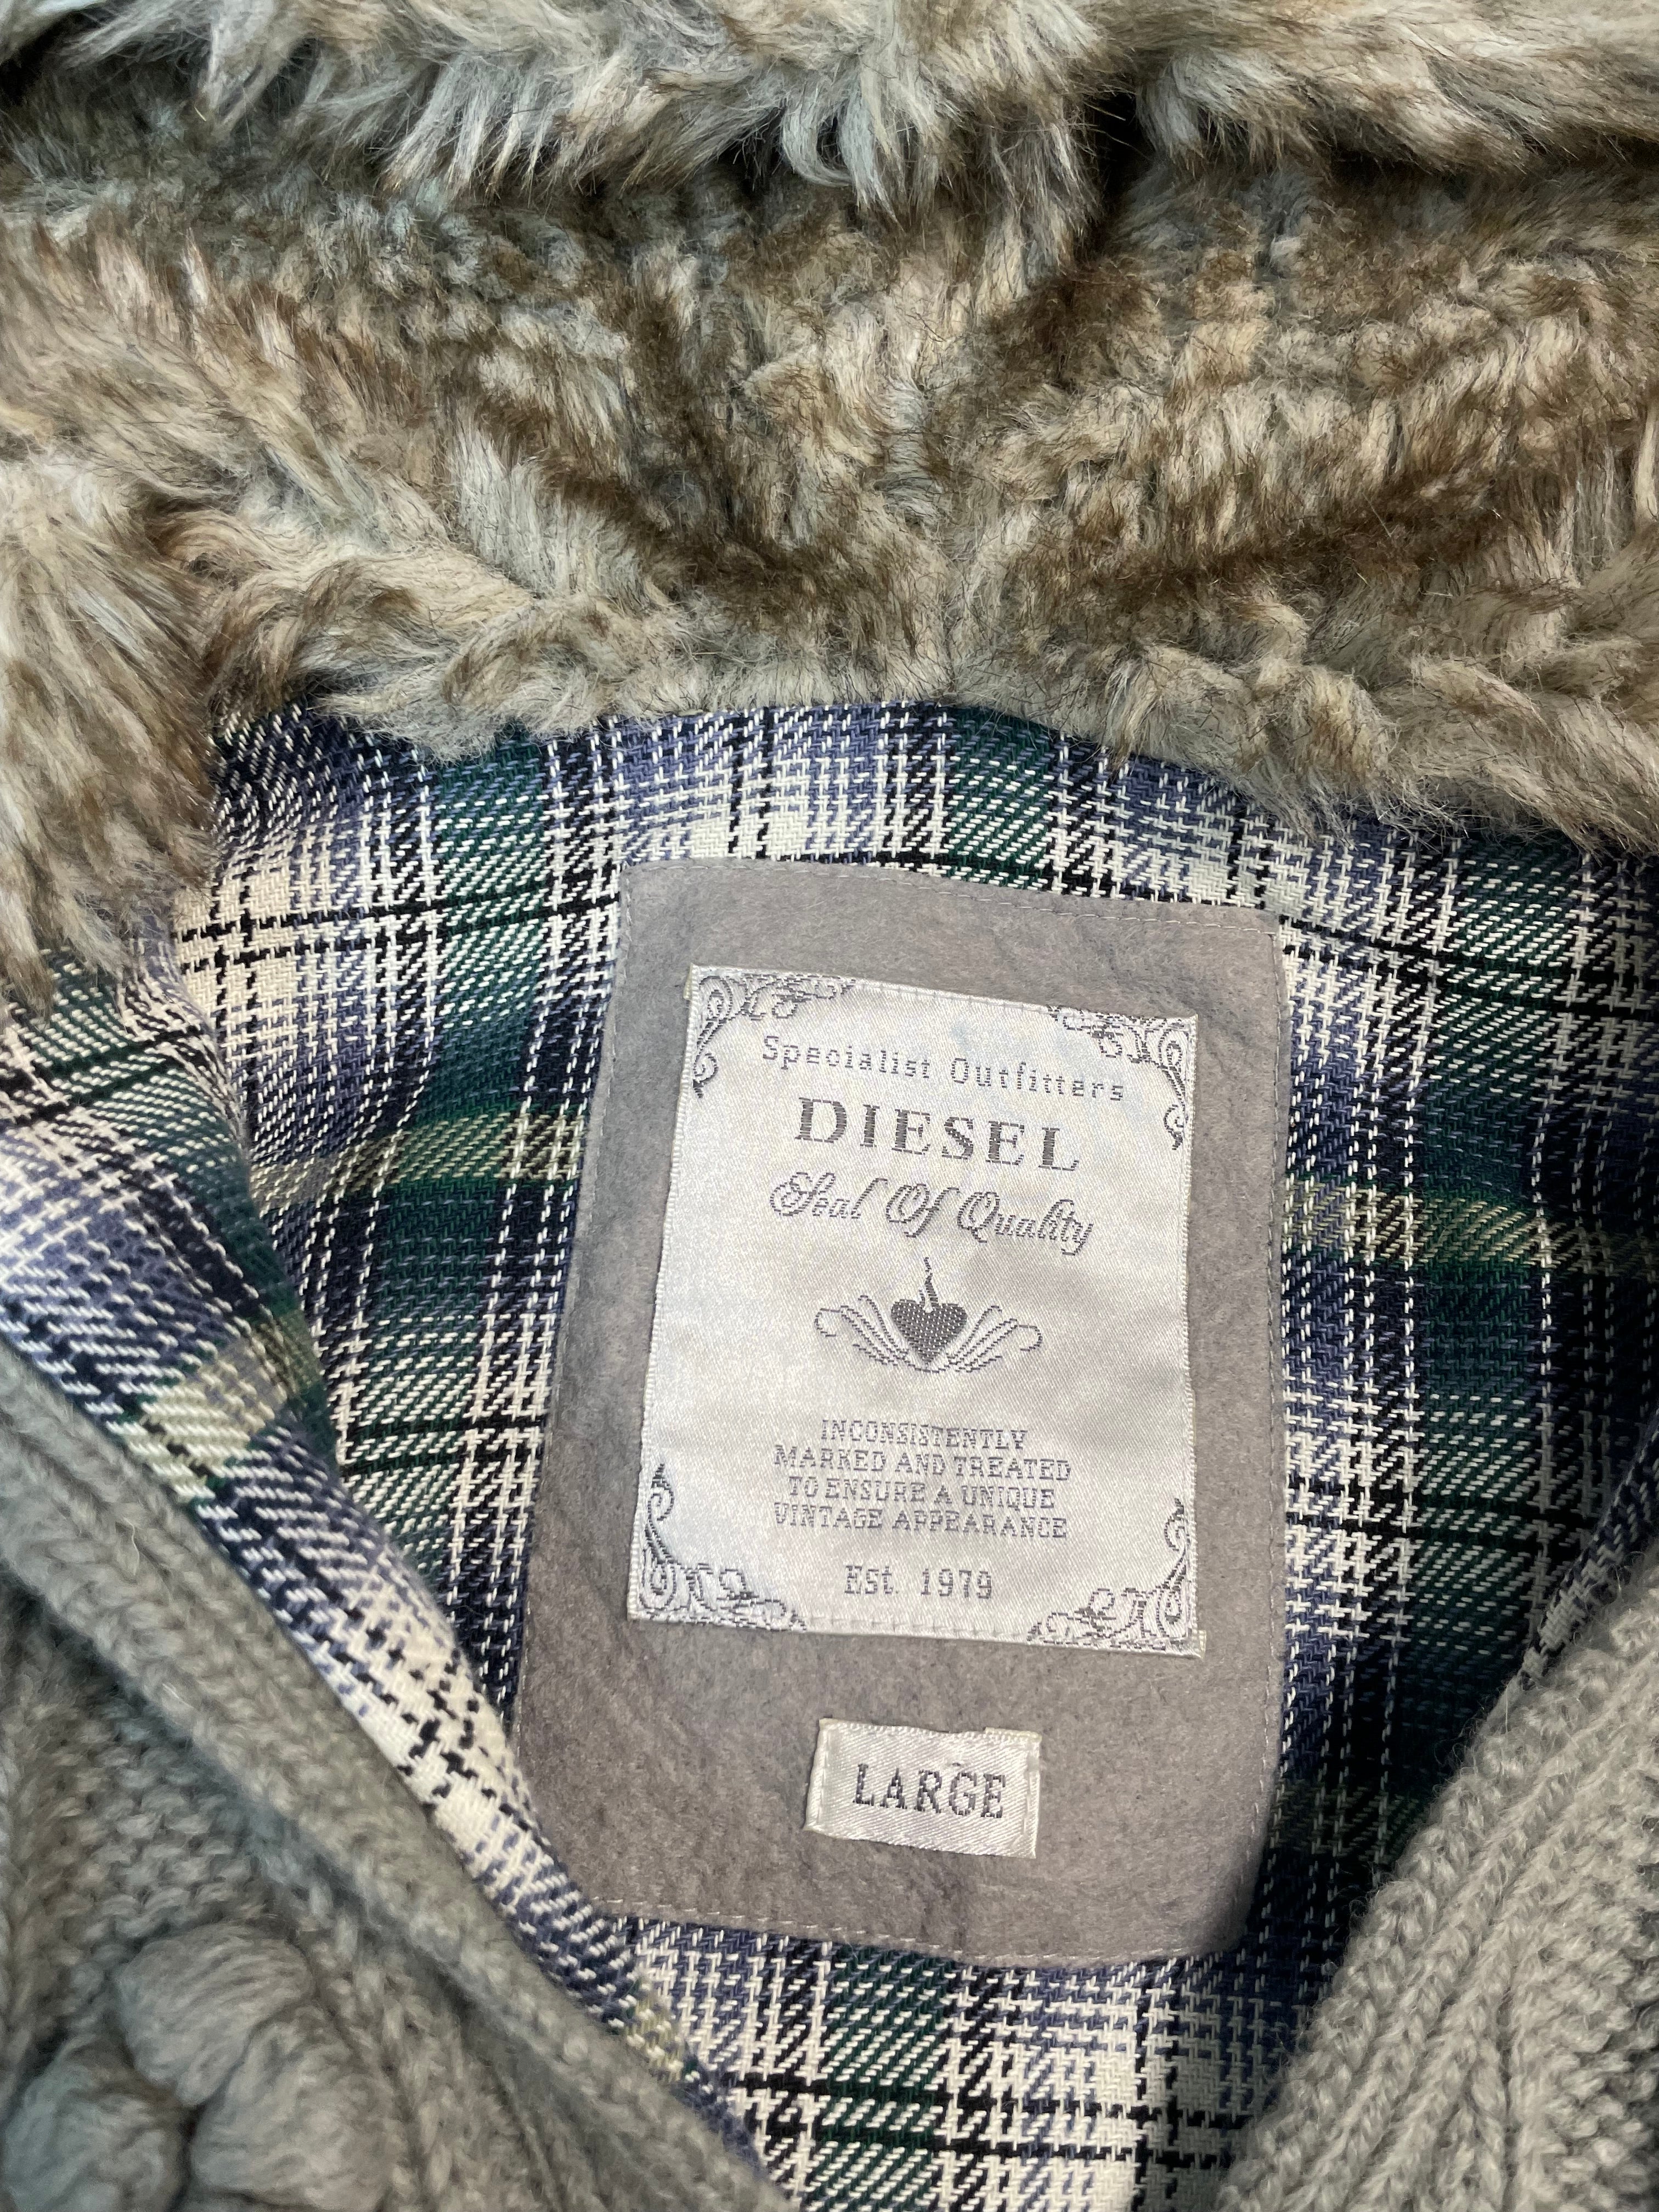 Specialist Outfitters
DIESEL
Seal Of Quality
INCONSISTENTLY
MARKED AND TREATED
TO ENSURE A UNIQUE
VINTAGE APPEARANCE
Est. 1979
LARGE